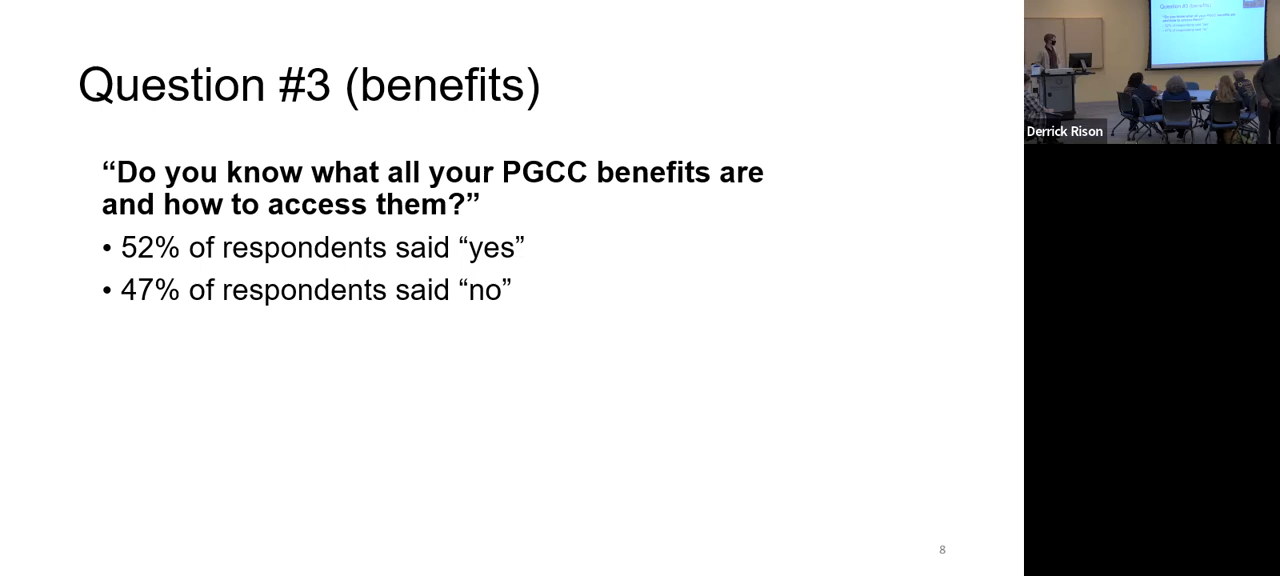 Question #3 (benefits)
“Do you know what all your PGCC benefits are
and how to access them?”
• 52% of respondents said “yes”
• 47% of respondents said “no”
8
Derrick Rison